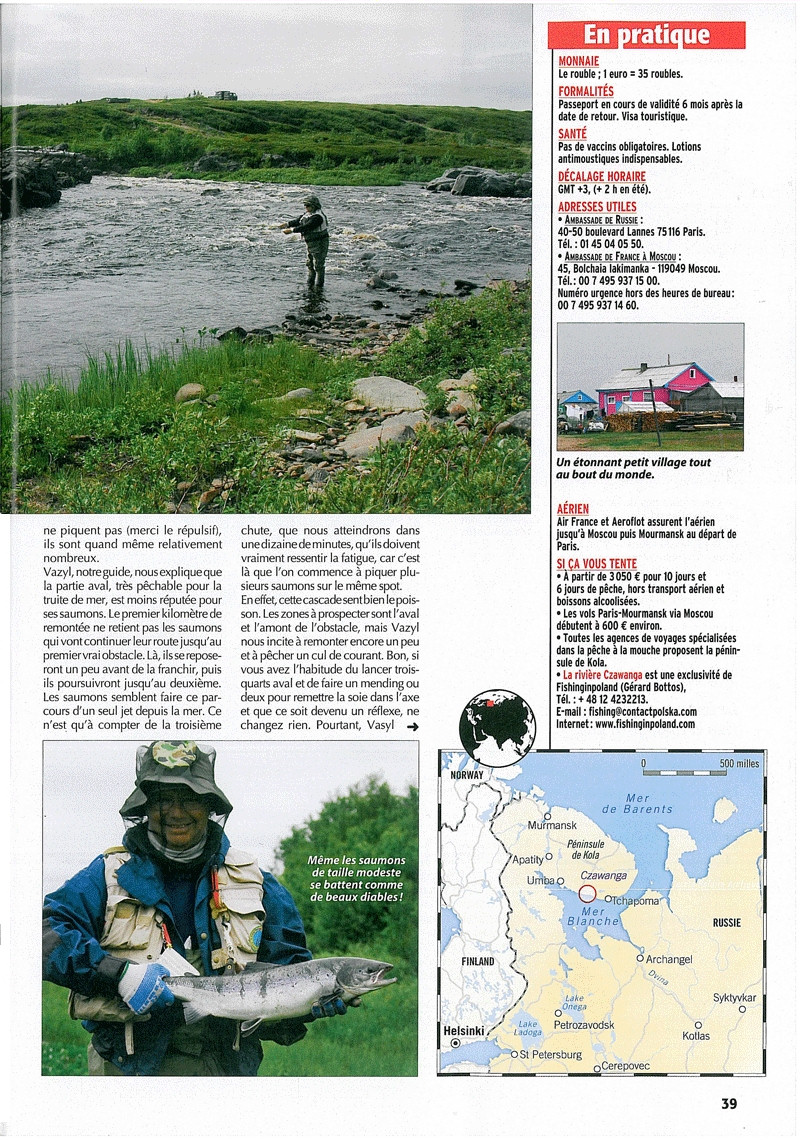 En pratique
MONNAIE
Le rouble ; 1 euro = 35 roubles.
FORMALITÉS
Passeport en cours de validité 6 mois après la
date de retour. Visa touristique.
SANTÉ
Pas de vaccins obligatoires. Lotions
antimoustiques indispensables.
DÉCALAGE HORAIRE
GMT +3, (+ 2 h en été).
ADRESSES UTILES
• AMBASSADE DE RUSSIE :
40-50 boulevard Lannes 75116 Paris.
Tél. : 01 45 04 05 50.
• AMBASSADE DE FRANCE À MOSCOU :
45, Bolchaia Iakimanka - 119049 Moscou.
Tél. : 00 7 495 937 15 00.
Numéro urgence hors des heures de bureau :
00 7 495 937 14 60.
Un étonnant petit village tout
au bout du monde.
AÉRIEN
Air France et Aeroflot assurent l'aérien
jusqu'à Moscou puis Mourmansk au départ de
Paris.
SI ÇA VOUS TENTE
• À partir de 3 050 € pour 10 jours et
6 jours de pêche, hors transport aérien et
boissons alcoolisées.
• Les vols Paris-Mourmansk via Moscou
débutent à 600 € environ.
• Toutes les agences de voyages spécialisées
dans la pêche à la mouche proposent la pénin-
sule de Kola.
• La rivière Czawanga est une exclusivité de
Fishinginpoland (Gérard Bottos),
Tél. : + 48 12 4232213.
E-mail : fishing@contactpolska.com
Internet : www.fishinginpoland.com
ne piquent pas (merci le répulsif),
ils sont quand même relativement
nombreux.
Vazyl, notre guide, nous explique que
la partie aval, très pêchable pour la
truite de mer, est moins réputée pour
ses saumons. Le premier kilomètre de
remontée ne retient pas les saumons
qui vont continuer leur route jusqu'au
premier vrai obstacle. Là, ils se repose-
ront un peu avant de la franchir, puis
ils poursuivront jusqu'au deuxième.
Les saumons semblent faire ce par-
cours d'un seul jet depuis la mer. Ce
n'est qu'à compter de la troisième
chute, que nous atteindrons dans
une dizaine de minutes, qu'ils doivent
vraiment ressentir la fatigue, car c'est
là que l'on commence à piquer plu-
sieurs saumons sur le même spot.
En effet, cette cascade sent bien le pois-
son. Les zones à prospecter sont l'aval
et l'amont de l'obstacle, mais Vazyl
nous incite à remonter encore un peu
et à pêcher un cul de courant. Bon, si
vous avez l'habitude du lancer trois-
quarts aval et de faire un mending ou
deux pour remettre la soie dans l'axe
et que ce soit devenu un réflexe, ne
changez rien. Pourtant, Vasyl ➜
Même les saumons
de taille modeste
se battent comme
de beaux diables !
0 500 milles
NORWAY
Mer
de Barents
Murmansk
Péninsule
de Kola
Apatity
Umba
Czawanga
Tchapoma
Mer
Blanche
RUSSIE
FINLAND
Archangel
Dvina
Syktyvkar
Lake
Onega
Petrozavodsk
Kotlas
Lake
Ladoga
Helsinki
St Petersburg
Cerepovec
39